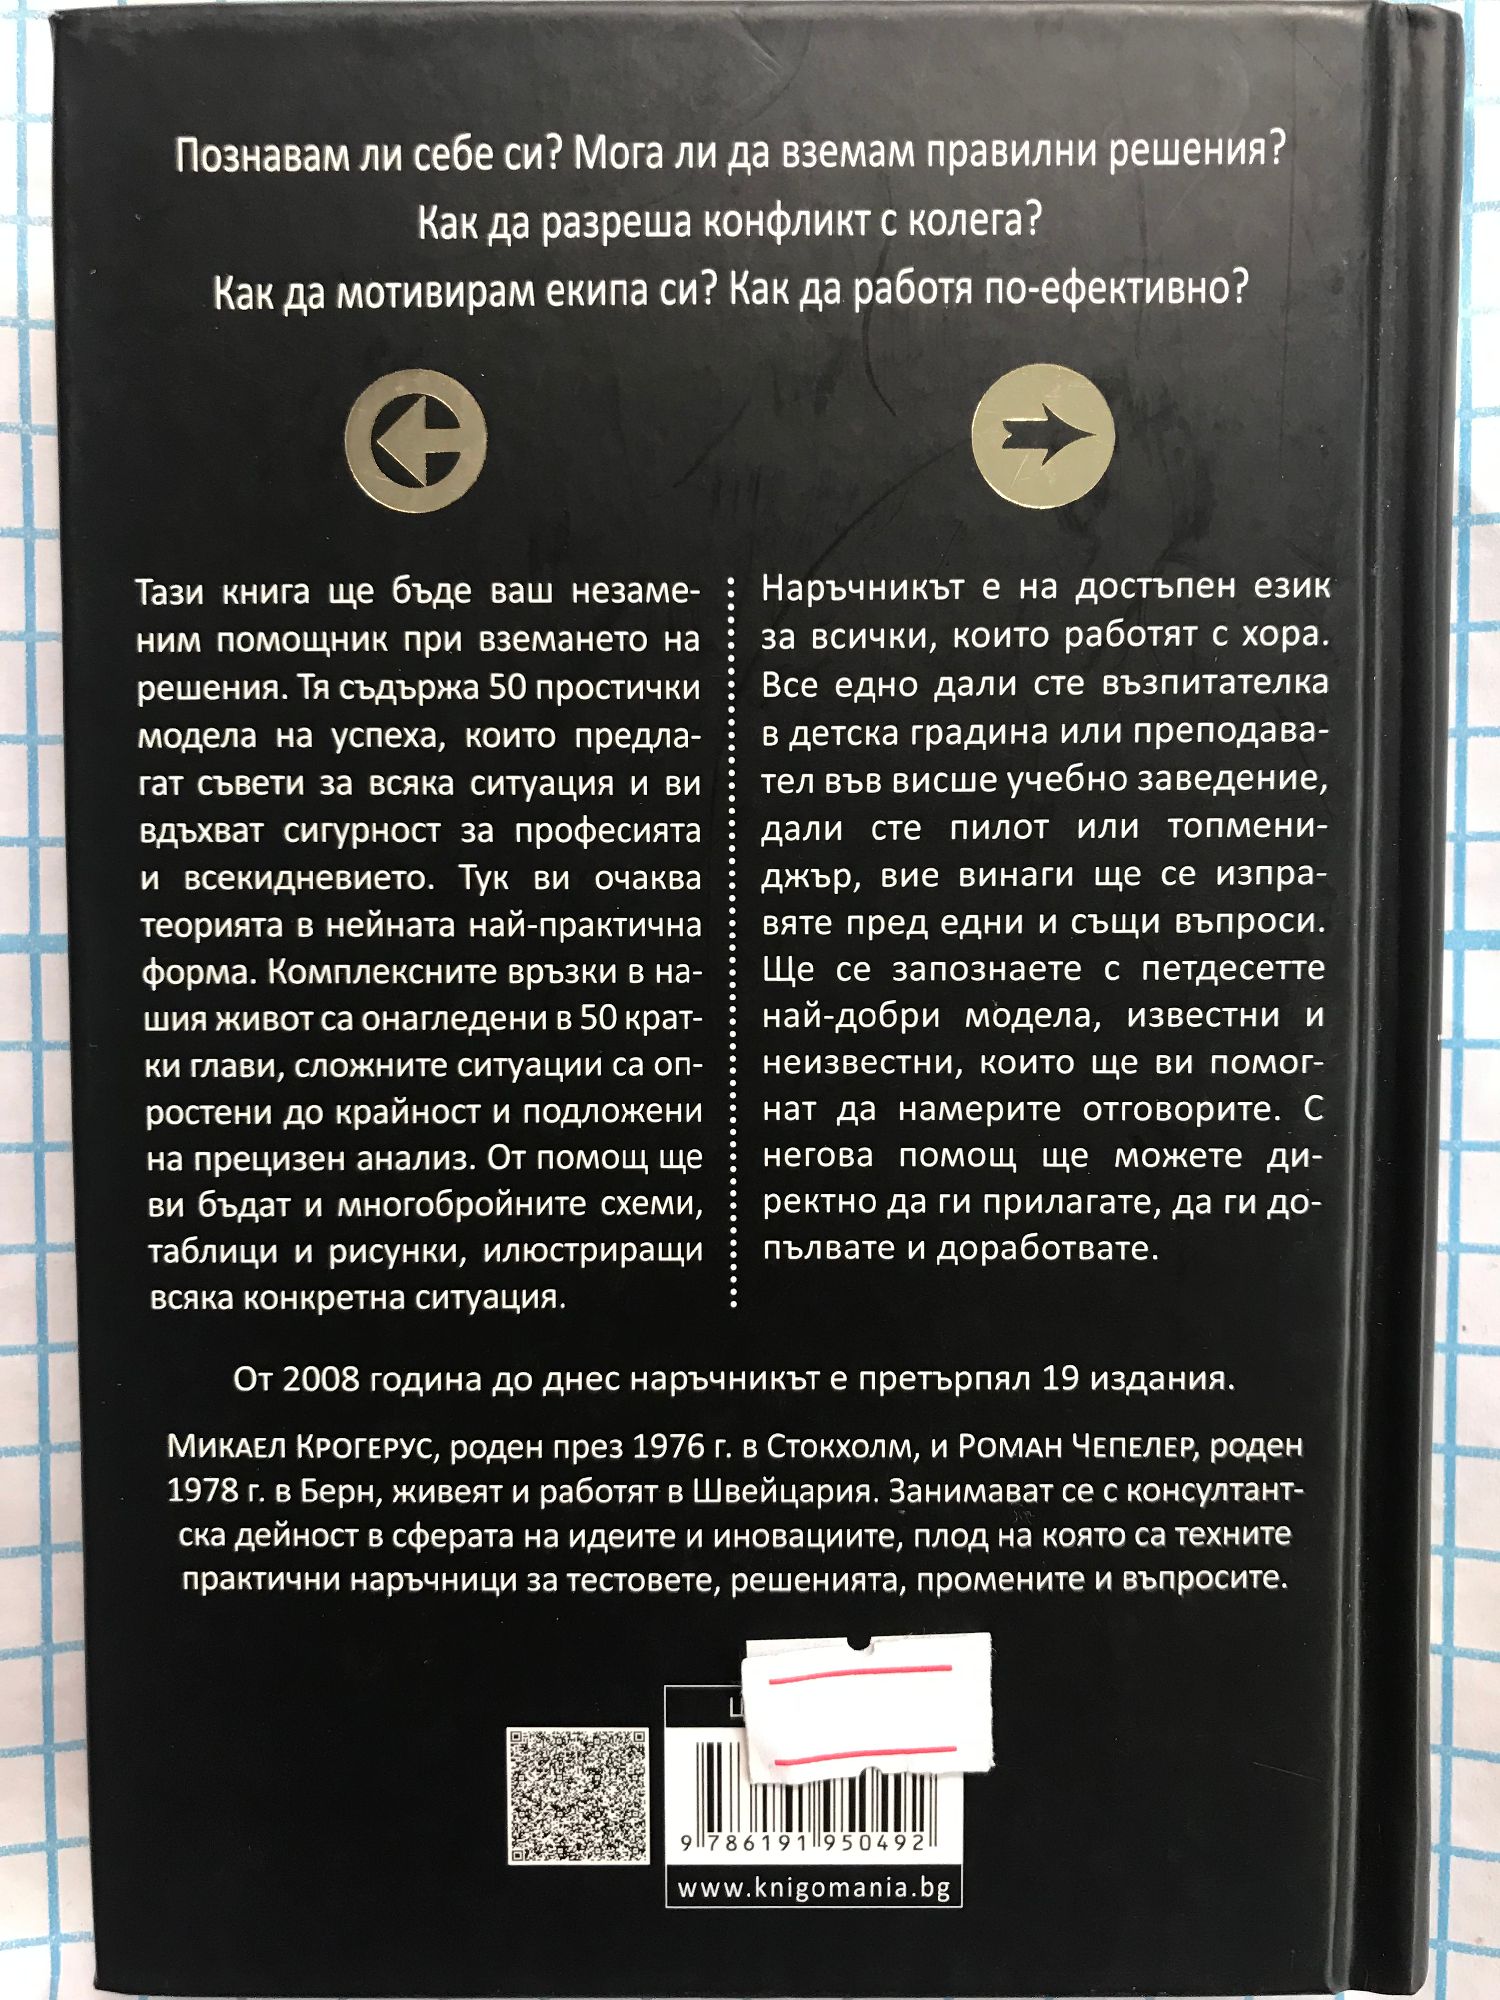 Познавам ли себе си? Мога ли да вземам правилни решения?
Как да разреша конфликт с колега?
Как да мотивирам екипа си? Как да работя по-ефективно?
Тази книга ще бъде ваш незаме-
ним помощник при вземането на
решения. Тя съдържа 50 простички
модела на успеха, които предла-
гат съвети за всяка ситуация и ви
вдъхват сигурност за професията
и всекидневието. Тук ви очаква
теорията в нейната най-практична
форма. Комплексните връзки в на-
шия живот са онагледени в 50 крат-
ки глави, сложните ситуации са оп-
ростени до крайност и подложени
на прецизен анализ. От помощ ще
ви бъдат и многобройните схеми,
таблици и рисунки, илюстриращи
всяка конкретна ситуация.
Наръчникът е на достъпен език
за всички, които работят с хора.
Все едно дали сте възпитателка
в детска градина или преподава-
тел във висше учебно заведение,
дали сте пилот или топмени-
джър, вие винаги ще се изпра-
вяте пред едни и същи въпроси.
Ще се запознаете с петдесетте
най-добри модела, известни и
неизвестни, които ще ви помог-
нат да намерите отговорите. С
негова помощ ще можете ди-
ректно да ги прилагате, да ги до-
пълвате и доработвате.
От 2008 година до днес наръчникът е претърпял 19 издания.
Микаел Крогерус, роден през 1976 г. в Стокхолм, и Роман Чепелер, роден
1978 г. в Берн, живеят и работят в Швейцария. Занимават се с консултант-
ска дейност в сферата на идеите и иновациите, плод на която са техните
практични наръчници за тестовете, решенията, промените и въпросите.
9 786191 950492
www.knigomania.bg